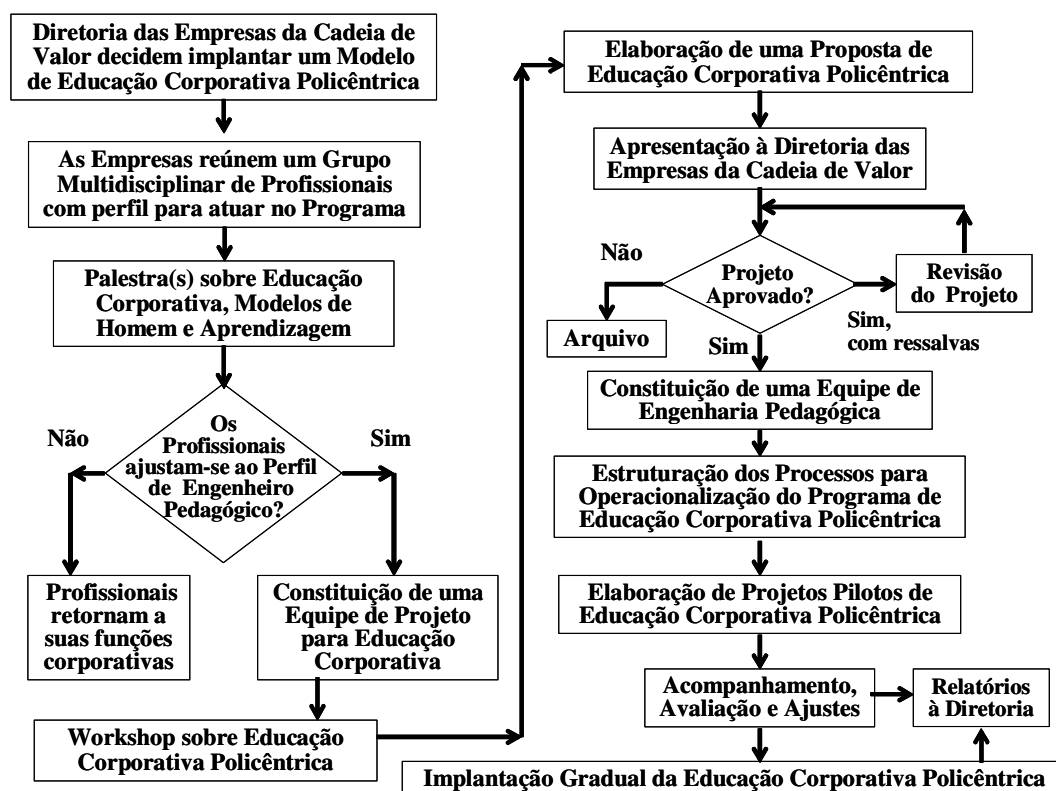 Diretoria das Empresas da Cadeia de
Valor decidem implantar um Modelo
de Educação Corporativa Policêntrica
As Empresas reúnem um Grupo
Multidisciplinar de Profissionais
com perfil para atuar no Programa
Palestra(s) sobre Educação
Corporativa, Modelos de
Homem e Aprendizagem
Os
Profissionais
ajustam-se ao Perfil
de Engenheiro
Pedagógico?
Não
Sim
Profissionais
retornam a
suas funções
corporativas
Constituição de uma
Equipe de Projeto
para Educação
Corporativa
Workshop sobre Educação
Corporativa Policêntrica
Elaboração de uma Proposta de
Educação Corporativa Policêntrica
Apresentação à Diretoria das
Empresas da Cadeia de Valor
Não
Projeto
Aprovado?
Revisão
do Projeto
Arquivo
Sim
Sim,
com ressalvas
Constituição de uma Equipe de
Engenharia Pedagógica
Estruturação dos Processos para
Operacionalização do Programa de
Educação Corporativa Policêntrica
Elaboração de Projetos Pilotos de
Educação Corporativa Policêntrica
Acompanhamento,
Avaliação e Ajustes
Relatórios
à Diretoria
Implantação Gradual da Educação Corporativa Policêntrica